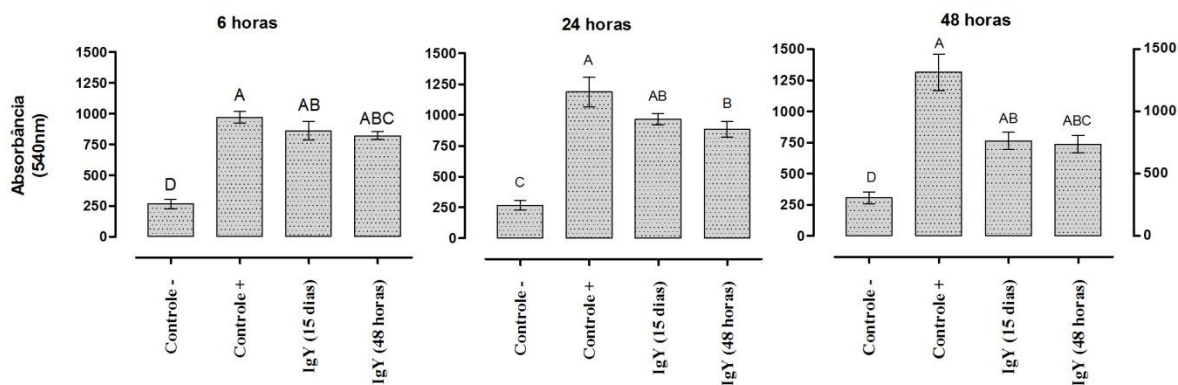 6 horas
24 horas
48 horas
Absorbância
(540nm)
1500
1250
1000
750
500
250
0
D
A
AB
ABC
Controle -
Controle +
IgY (15 dias)
IgY (48 horas)
1500
1250
1000
750
500
250
0
C
A
AB
B
Controle -
Controle +
IgY (15 dias)
IgY (48 horas)
1500
1250
1000
750
500
250
0
D
A
AB
ABC
1500
1000
500
0
Controle -
Controle +
IgY (15 dias)
IgY (48 horas)